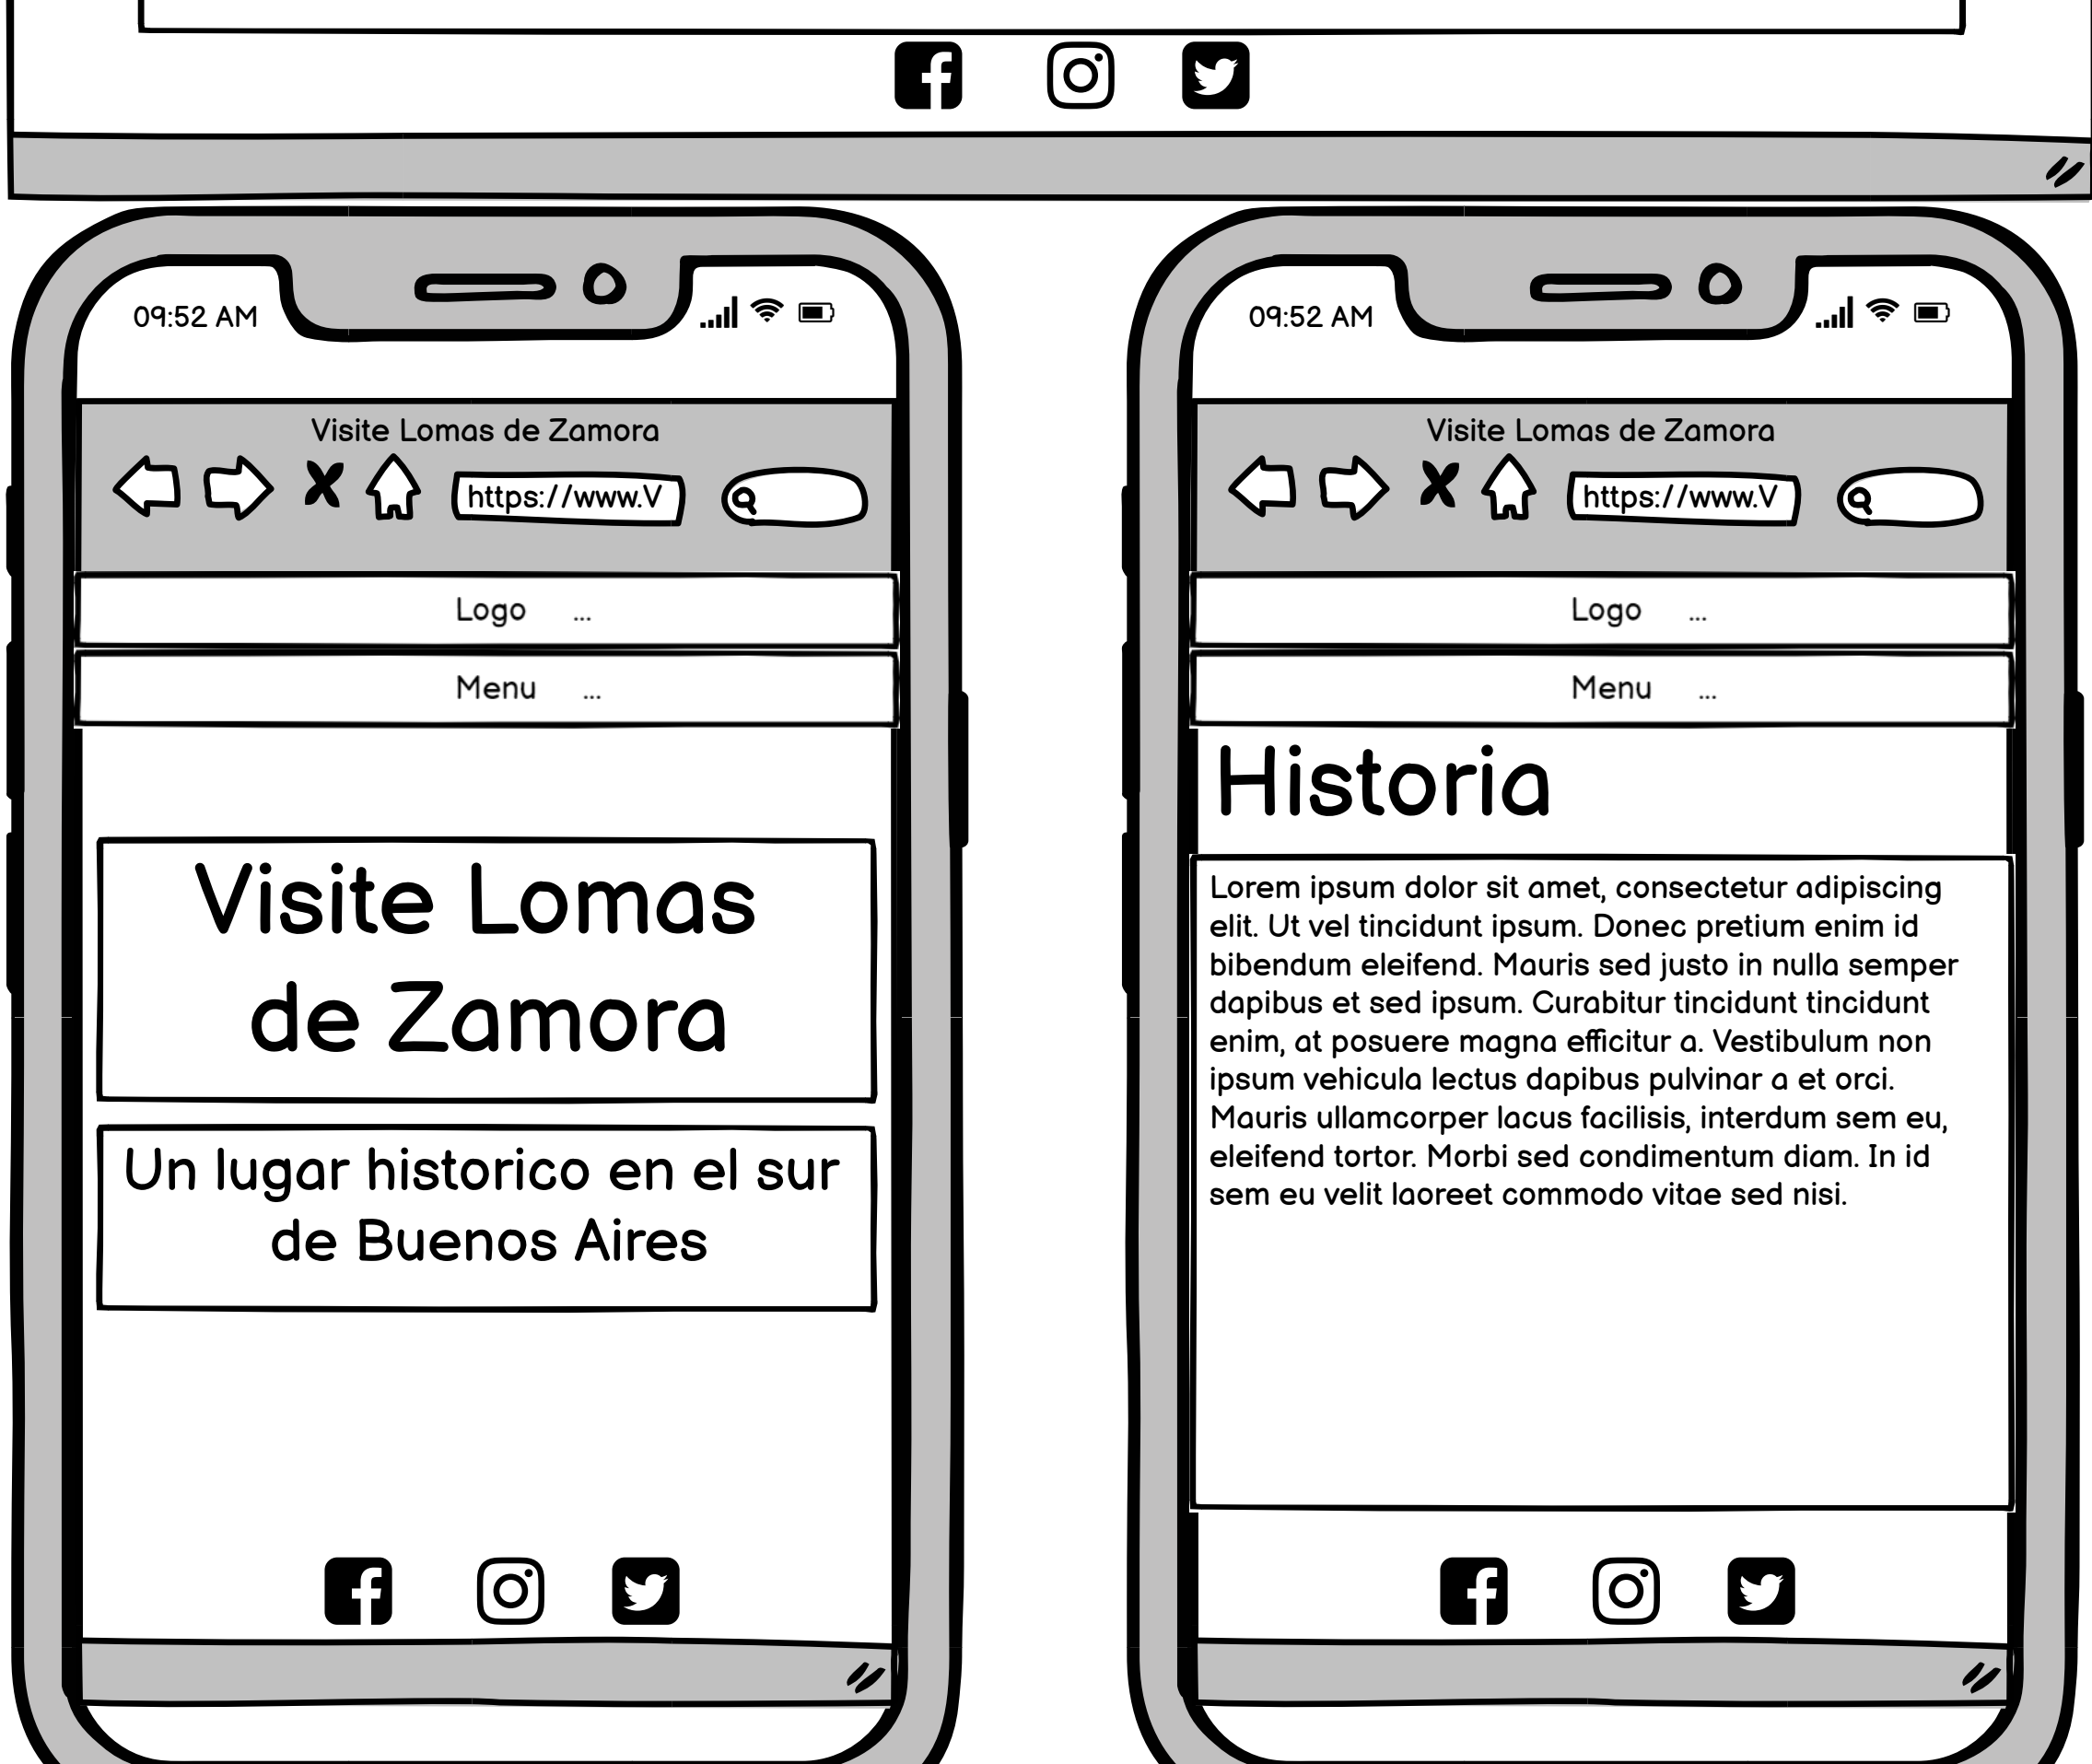 09:52 AM
Visite Lomas de Zamora
https://www.V
Logo ...
Menu ...
Visite Lomas
de Zamora
Un lugar historico en el sur
de Buenos Aires
09:52 AM
Visite Lomas de Zamora
https://www.V
Logo ...
Menu ...
Historia
Lorem ipsum dolor sit amet, consectetur adipiscing
elit. Ut vel tincidunt ipsum. Donec pretium enim id
bibendum eleifend. Mauris sed justo in nulla semper
dapibus et sed ipsum. Curabitur tincidunt tincidunt
enim, at posuere magna efficitur a. Vestibulum non
ipsum vehicula lectus dapibus pulvinar a et orci.
Mauris ullamcorper lacus facilisis, interdum sem eu,
eleifend tortor. Morbi sed condimentum diam. In id
sem eu velit laoreet commodo vitae sed nisi.